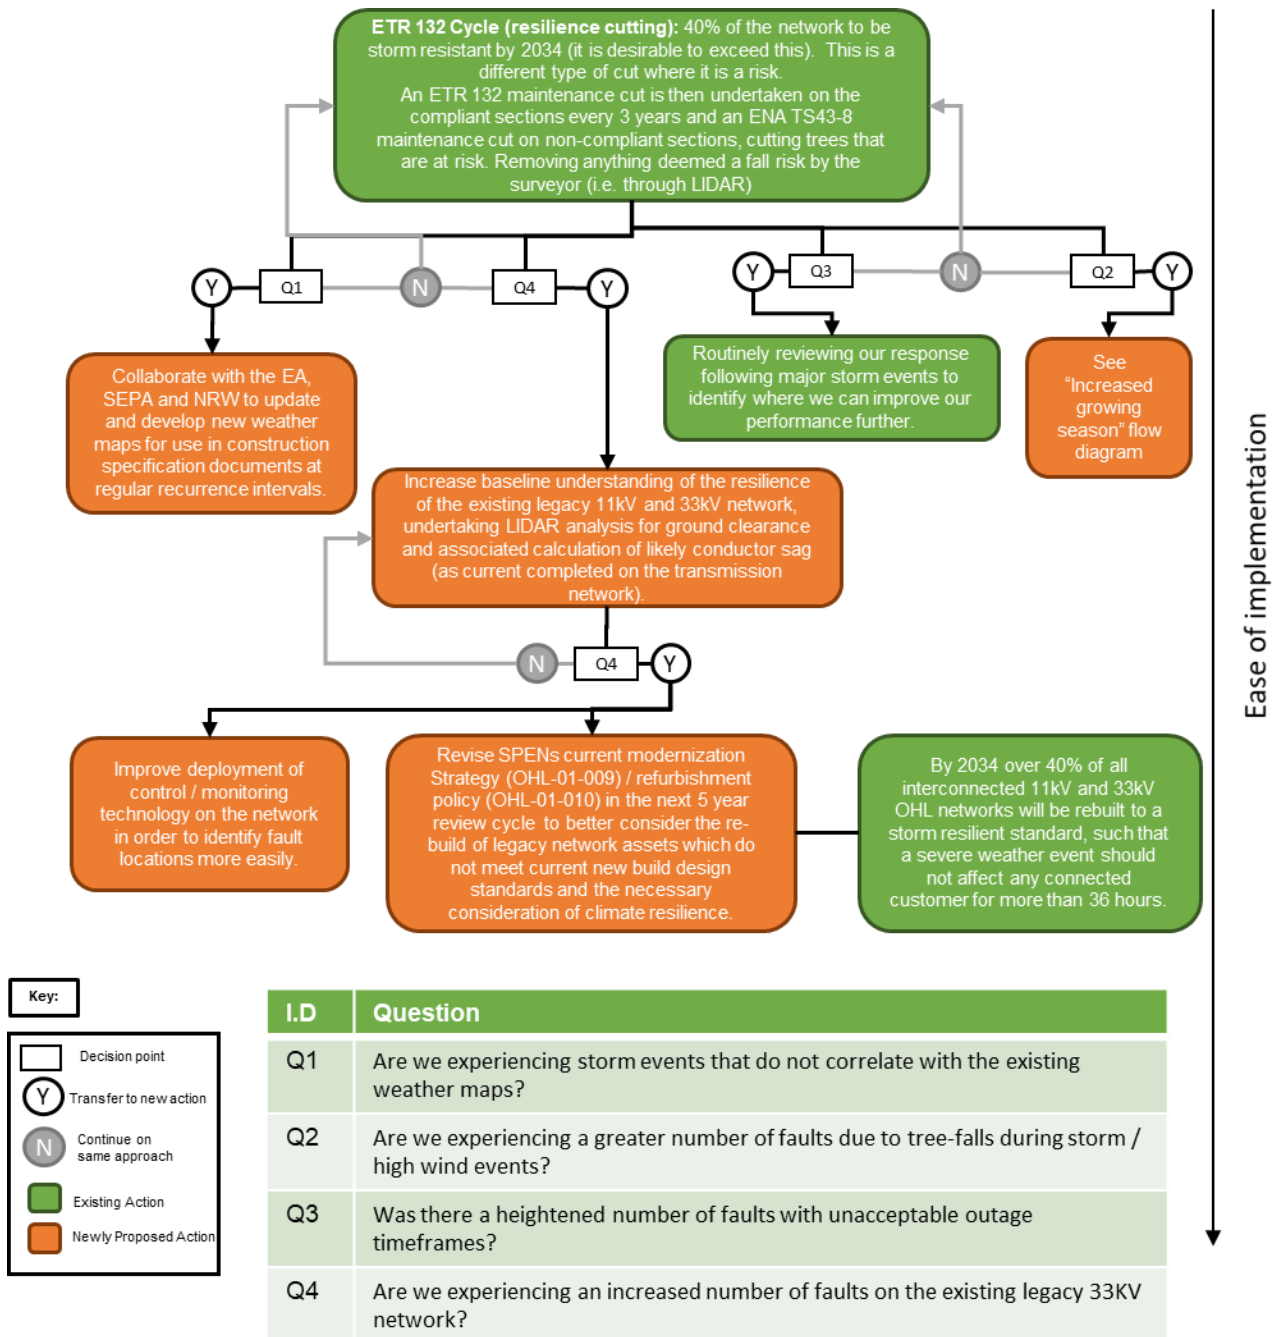 ETR 132 Cycle (resilience cutting): 40% of the network to be
storm resistant by 2034 (it is desirable to exceed this). This is a
different type of cut where it is a risk.
An ETR 132 maintenance cut is then undertaken on the
compliant sections every 3 years and an ENA TS43-8
maintenance cut on non-compliant sections, cutting trees that
are at risk. Removing anything deemed a fall risk by the
surveyor (i.e. through LIDAR)
Y
Q1
N
Q4
Y
Y
Q3
N
Q2
Y
Collaborate with the EA,
SEPA and NRW to update
and develop new weather
maps for use in construction
specification documents at
regular recurrence intervals.
Routinely reviewing our response
following major storm events to
identify where we can improve our
performance further.
See
“Increased
growing
season” flow
diagram
Increase baseline understanding of the resilience
of the existing legacy 11kV and 33kV network,
undertaking LIDAR analysis for ground clearance
and associated calculation of likely conductor sag
(as current completed on the transmission
network).
N
Q4
Y
Improve deployment of
control / monitoring
technology on the network
in order to identify fault
locations more easily.
Revise SPENs current modernization
Strategy (OHL-01-009) / refurbishment
policy (OHL-01-010) in the next 5 year
review cycle to better consider the re-
build of legacy network assets which do
not meet current new build design
standards and the necessary
consideration of climate resilience.
By 2034 over 40% of all
interconnected 11kV and 33kV
OHL networks will be rebuilt to a
storm resilient standard, such that
a severe weather event should
not affect any connected
customer for more than 36 hours.
Ease of implementation
Key:
Decision point
Y
Transfer to new action
N
Continue on
same approach
Existing Action
Newly Proposed Action
I.D Question
Q1 Are we experiencing storm events that do not correlate with the existing
weather maps?
Q2 Are we experiencing a greater number of faults due to tree-falls during storm /
high wind events?
Q3 Was there a heightened number of faults with unacceptable outage
timeframes?
Q4 Are we experiencing an increased number of faults on the existing legacy 33KV
network?